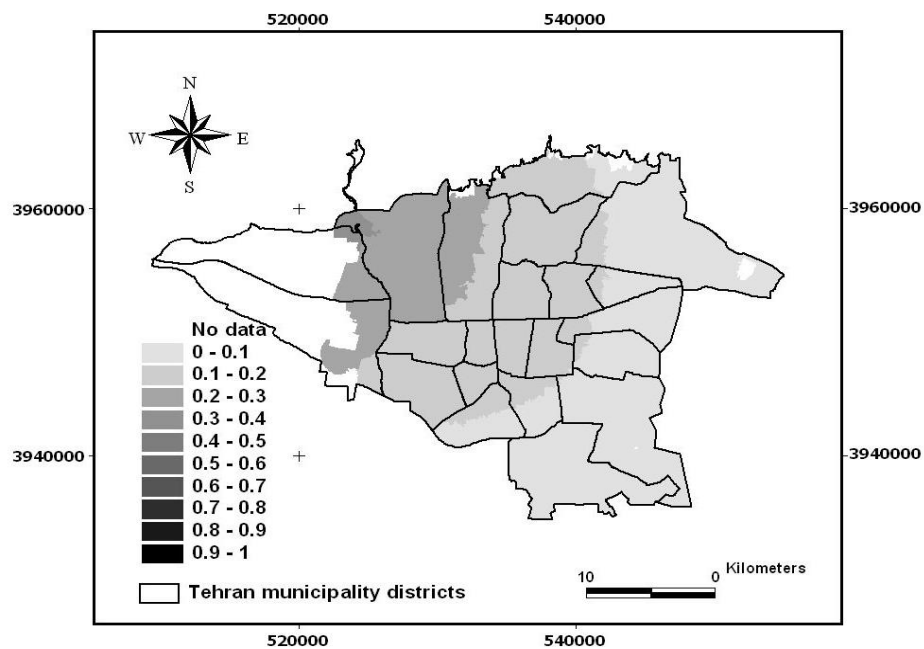 520000 540000
N
W E
S
3960000 3960000
No data
0 - 0.1
0.1 - 0.2
0.2 - 0.3
0.3 - 0.4
0.4 - 0.5
0.5 - 0.6
0.6 - 0.7
0.7 - 0.8
0.8 - 0.9
0.9 - 1
3940000 3940000
Tehran municipality districts
10 0 Kilometers
520000 540000